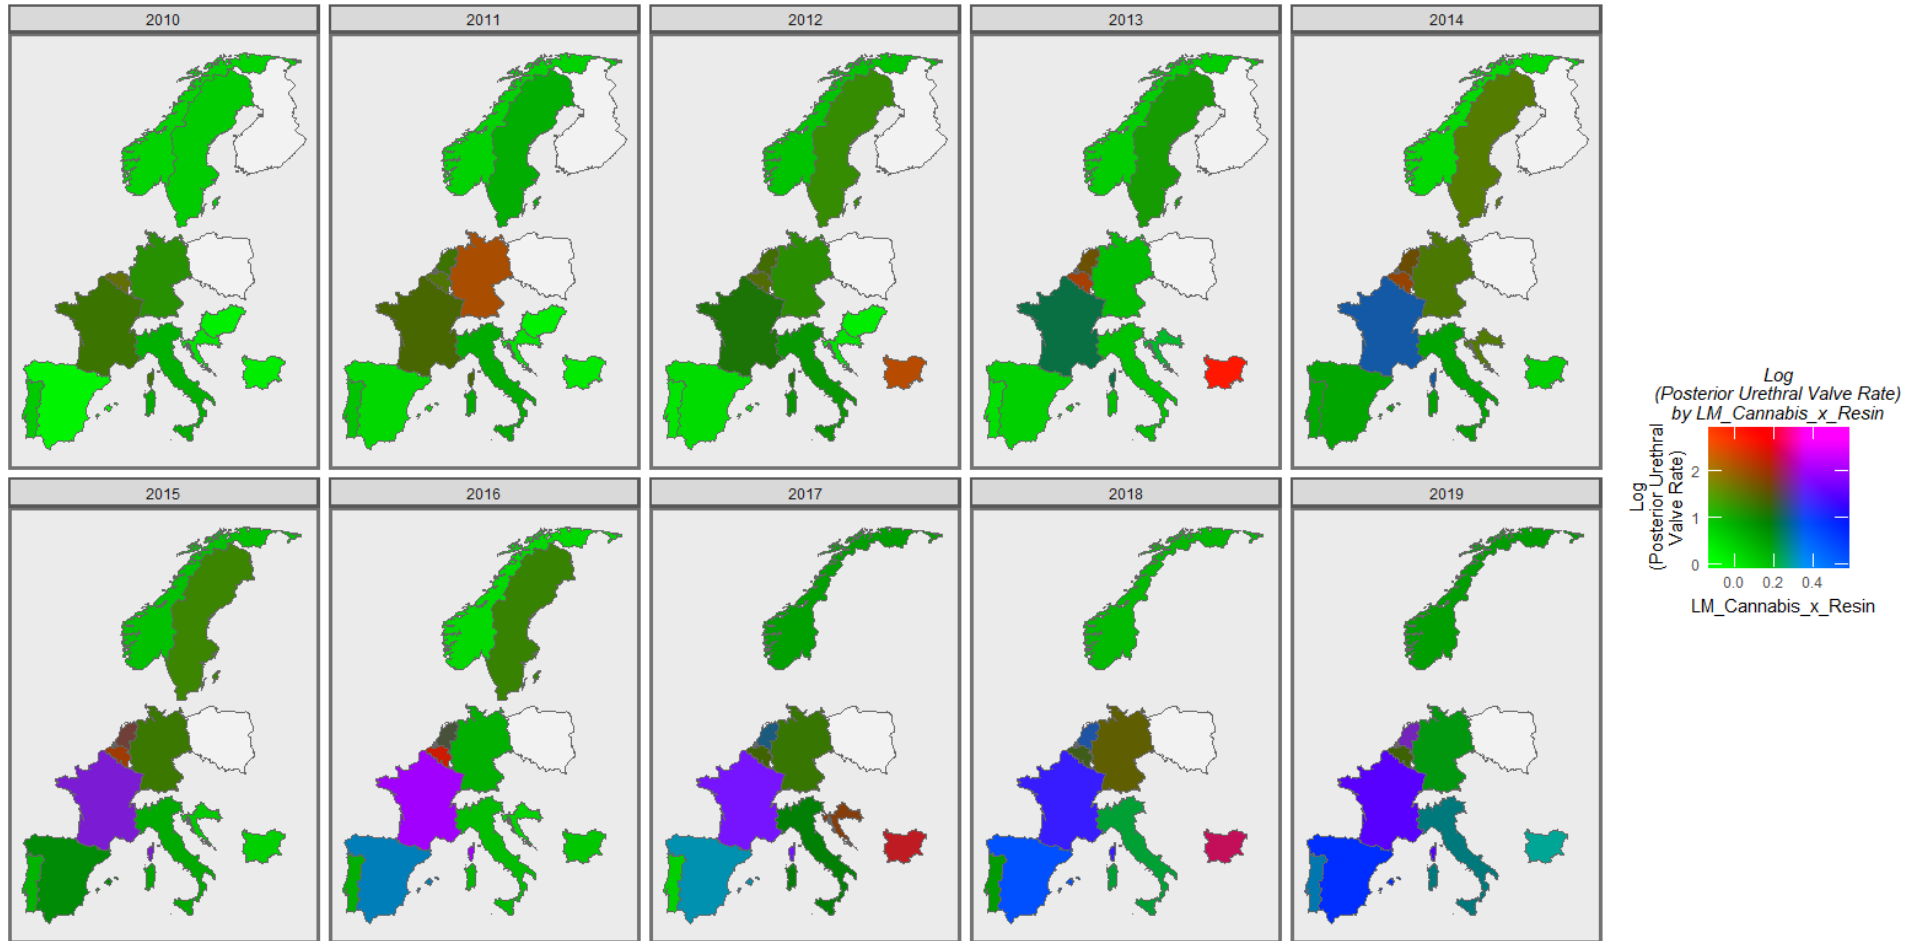 2010
2011
2012
2013
2014
2015
2016
2017
2018
2019
Log
(Posterior Urethral Valve Rate)
by LM_Cannabis_x_Resin
Log
(Posterior Urethral
Valve Rate)
2
1
0
0.0 0.2 0.4
LM_Cannabis_x_Resin